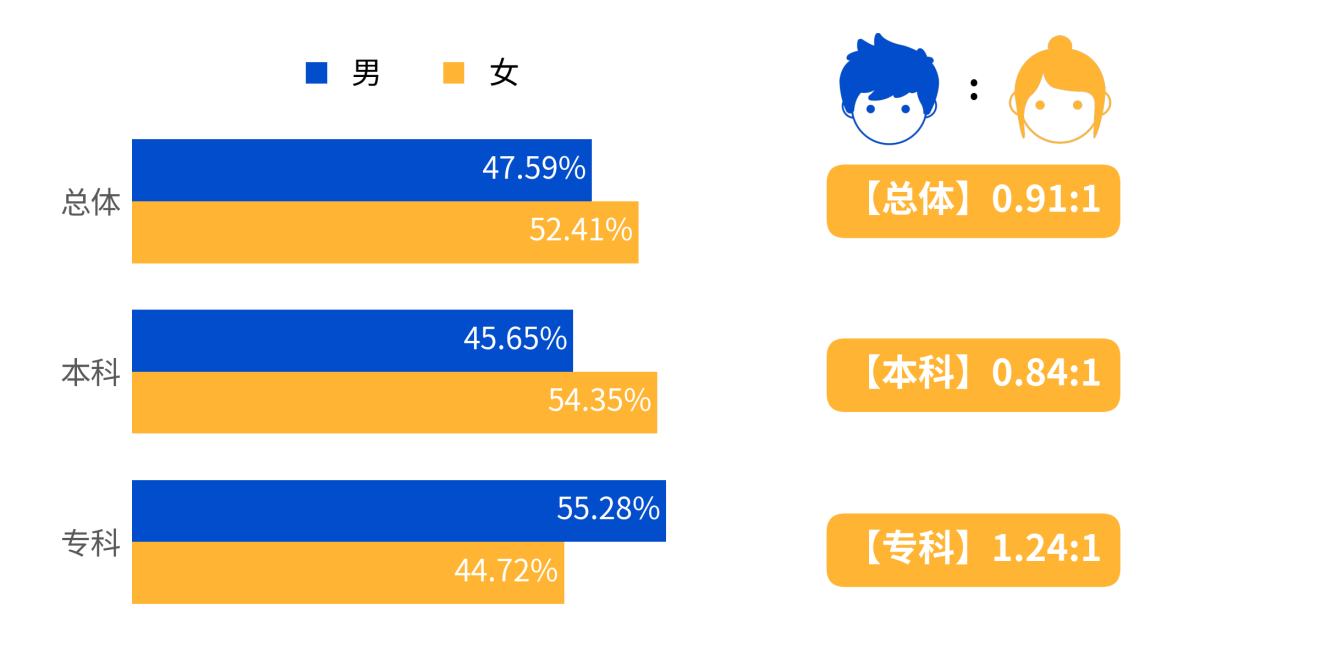 男 女
:
总体
47.59%
52.41%
【总体】0.91:1
本科
45.65%
54.35%
【本科】0.84:1
专科
55.28%
44.72%
【专科】1.24:1